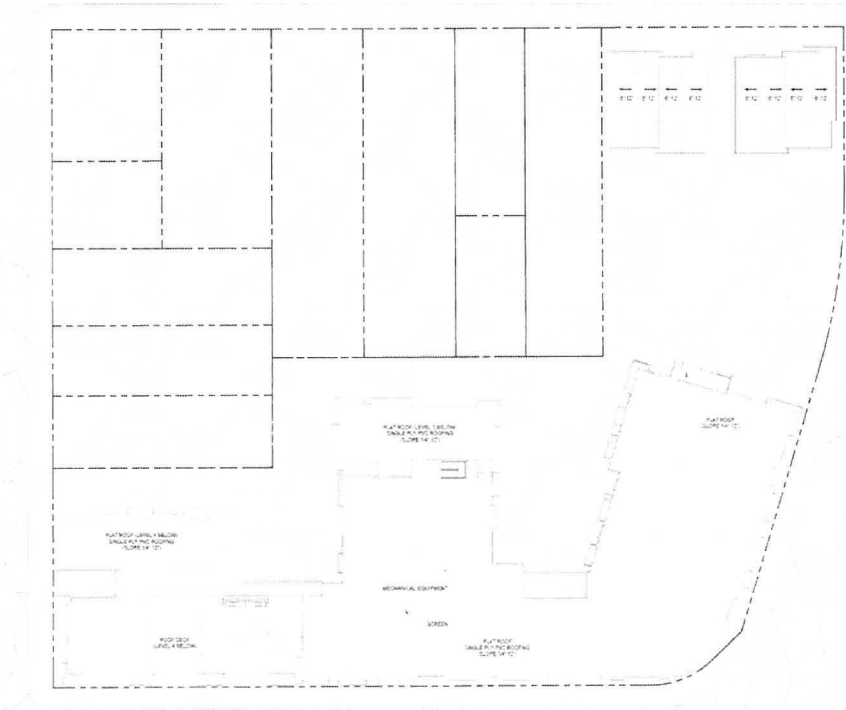 6":12" 6":12" 6":12" 6":12" 6":12" 6":12" 6":12" 6":12"
FLAT ROOF
(SLOPE 1/4":12")
FLAT ROOF (LEVEL
BELOW)
SINGLE PLY PVC ROOFING
(SLOPE 1/4":12")
FLAT ROOF (LEVEL 4 BELOW)
SINGLE PLY PVC ROOFING
(SLOPE 1/4":12")
MECHANICAL EQUIPMENT
SCREEN
ROOF DECK
(LEVEL 4 BELOW)
FLAT ROOF
SINGLE PLY PVC ROOFING
SLOPE 1/4":12"